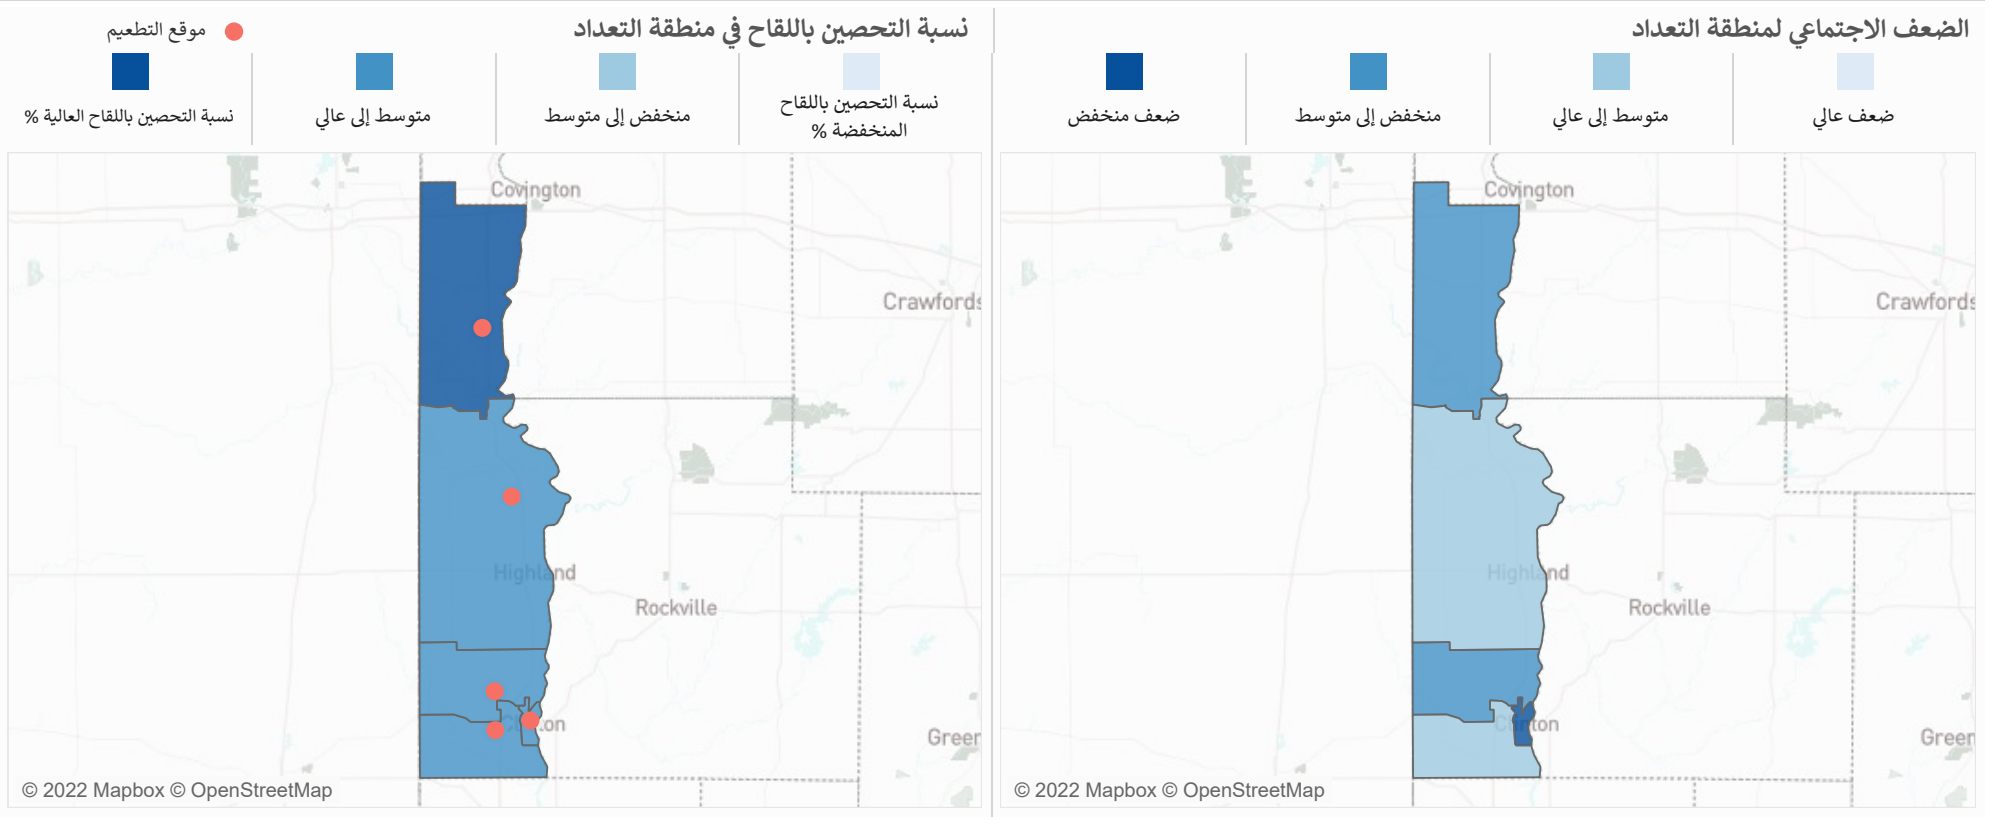 الضعف الاجتماعي لمنطقة التعداد
ضعف عالي
متوسط إلى عالي
منخفض إلى متوسط
ضعف منخفض
Covington
Crawfords
Highland
Rockville
Clinton
Green
© 2022 Mapbox © OpenStreetMap
نسبة التحصين باللقاح في منطقة التعداد
موقع التطعيم
نسبة التحصين باللقاح
المنخفضة %
منخفض إلى متوسط
متوسط إلى عالي
نسبة التحصين باللقاح العالية %
Covington
Crawfords
Highland
Rockville
Clinton
Green
© 2022 Mapbox © OpenStreetMap